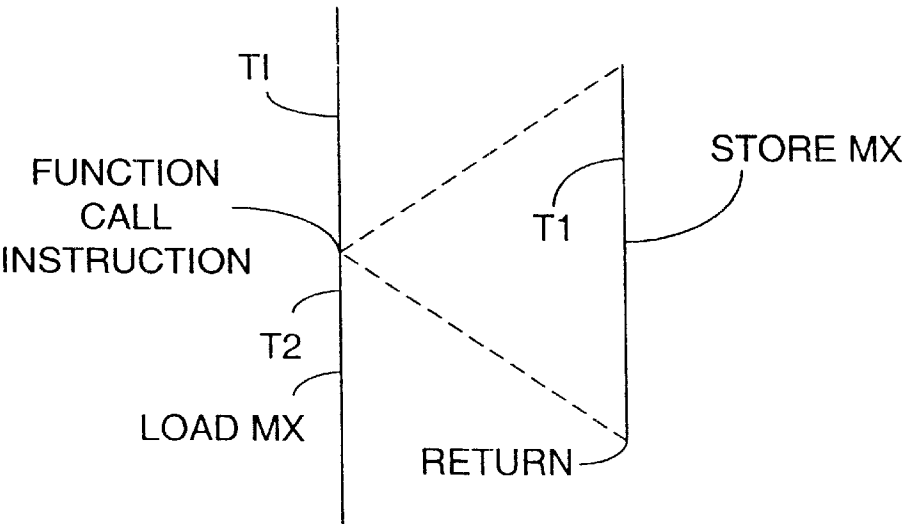 TI
FUNCTION
CALL
INSTRUCTION
T2
LOAD MX
T1
STORE MX
RETURN